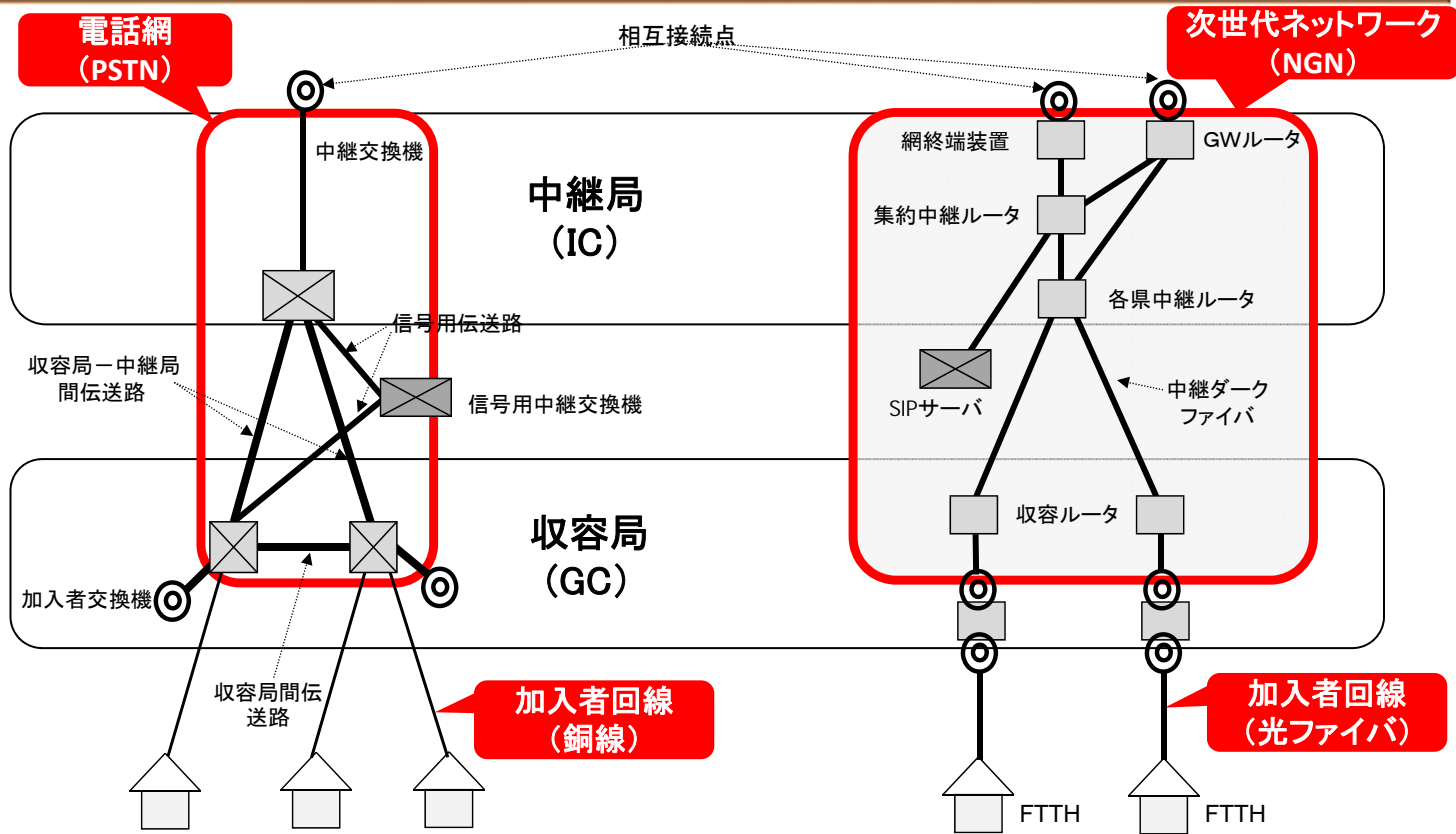 電話網
(PSTN)
相互接続点
次世代ネットワーク
(NGN)
中継交換機
網終端装置
GWルータ
中継局
(IC)
集約中継ルータ
各県中継ルータ
信号用伝送路
収容局－中継局
間伝送路
信号用中継交換機
SIPサーバ
中継ダーク
ファイバ
収容局
(GC)
収容ルータ
加入者交換機
収容局間伝
送路
加入者回線
(銅線)
加入者回線
(光ファイバ)
FTTH
FTTH